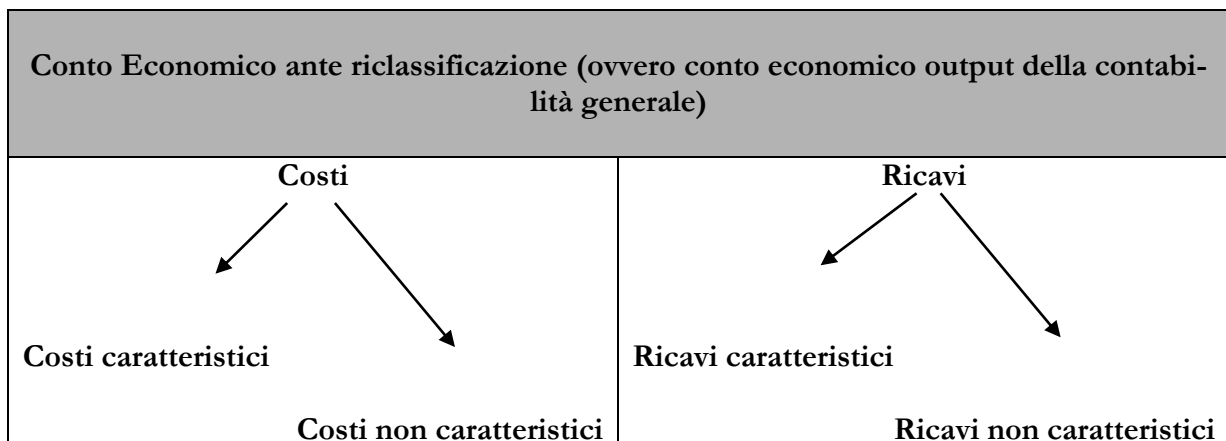 Conto Economico ante riclassificazione (ovvero conto economico output della contabi-
lità generale)
Costi
Ricavi
Costi caratteristici
Ricavi caratteristici
Costi non caratteristici
Ricavi non caratteristici